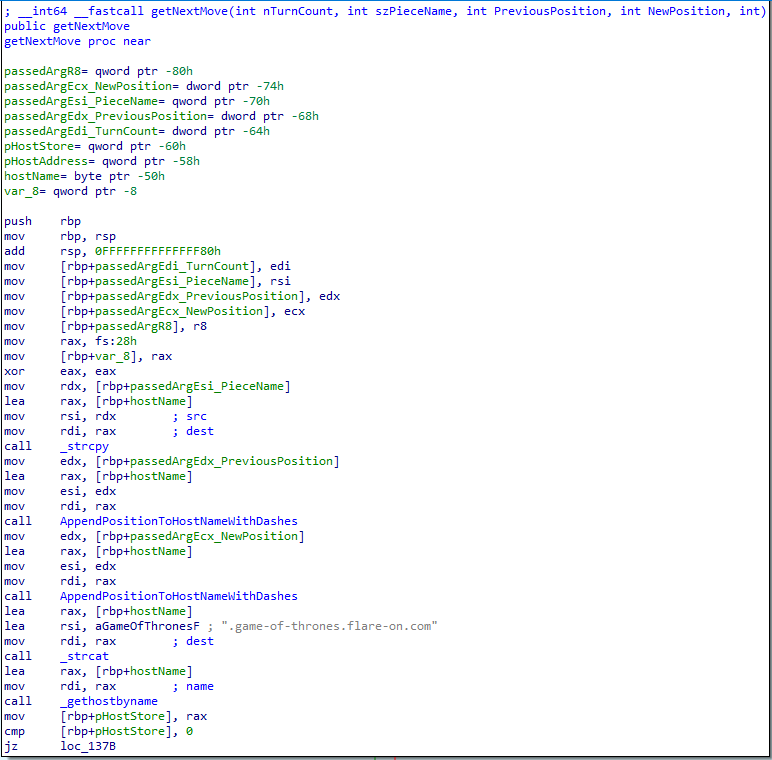 ; __int64 __fastcall getNextMove(int nTurnCount, int szPieceName, int PreviousPosition, int NewPosition, int)
public getNextMove
getNextMove proc near
passedArgR8= qword ptr -80h
passedArgEcx_NewPosition= dword ptr -74h
passedArgEsi_PieceName= qword ptr -70h
passedArgEdx_PreviousPosition= dword ptr -68h
passedArgEdi_TurnCount= dword ptr -64h
pHostStore= qword ptr -60h
pHostAddress= qword ptr -58h
hostName= byte ptr -50h
var_8= qword ptr -8
push rbp
mov rbp, rsp
add rsp, 0FFFFFFFFFFFFFF80h
mov [rbp+passedArgEdi_TurnCount], edi
mov [rbp+passedArgEsi_PieceName], rsi
mov [rbp+passedArgEdx_PreviousPosition], edx
mov [rbp+passedArgEcx_NewPosition], ecx
mov [rbp+passedArgR8], r8
mov rax, fs:28h
mov [rbp+var_8], rax
xor eax, eax
mov rdx, [rbp+passedArgEsi_PieceName]
lea rax, [rbp+hostName]
mov rsi, rdx ; src
mov rdi, rax ; dest
call _strcpy
mov edx, [rbp+passedArgEdx_PreviousPosition]
lea rax, [rbp+hostName]
mov esi, edx
mov rdi, rax
call AppendPositionToHostNameWithDashes
mov edx, [rbp+passedArgEcx_NewPosition]
lea rax, [rbp+hostName]
mov esi, edx
mov rdi, rax
call AppendPositionToHostNameWithDashes
lea rax, [rbp+hostName]
lea rsi, aGameOfThronesF ; ".game-of-thrones.flare-on.com"
mov rdi, rax ; dest
call _strcat
lea rax, [rbp+hostName]
mov rdi, rax ; name
call _gethostbyname
mov [rbp+pHostStore], rax
cmp [rbp+pHostStore], 0
jz loc_137B